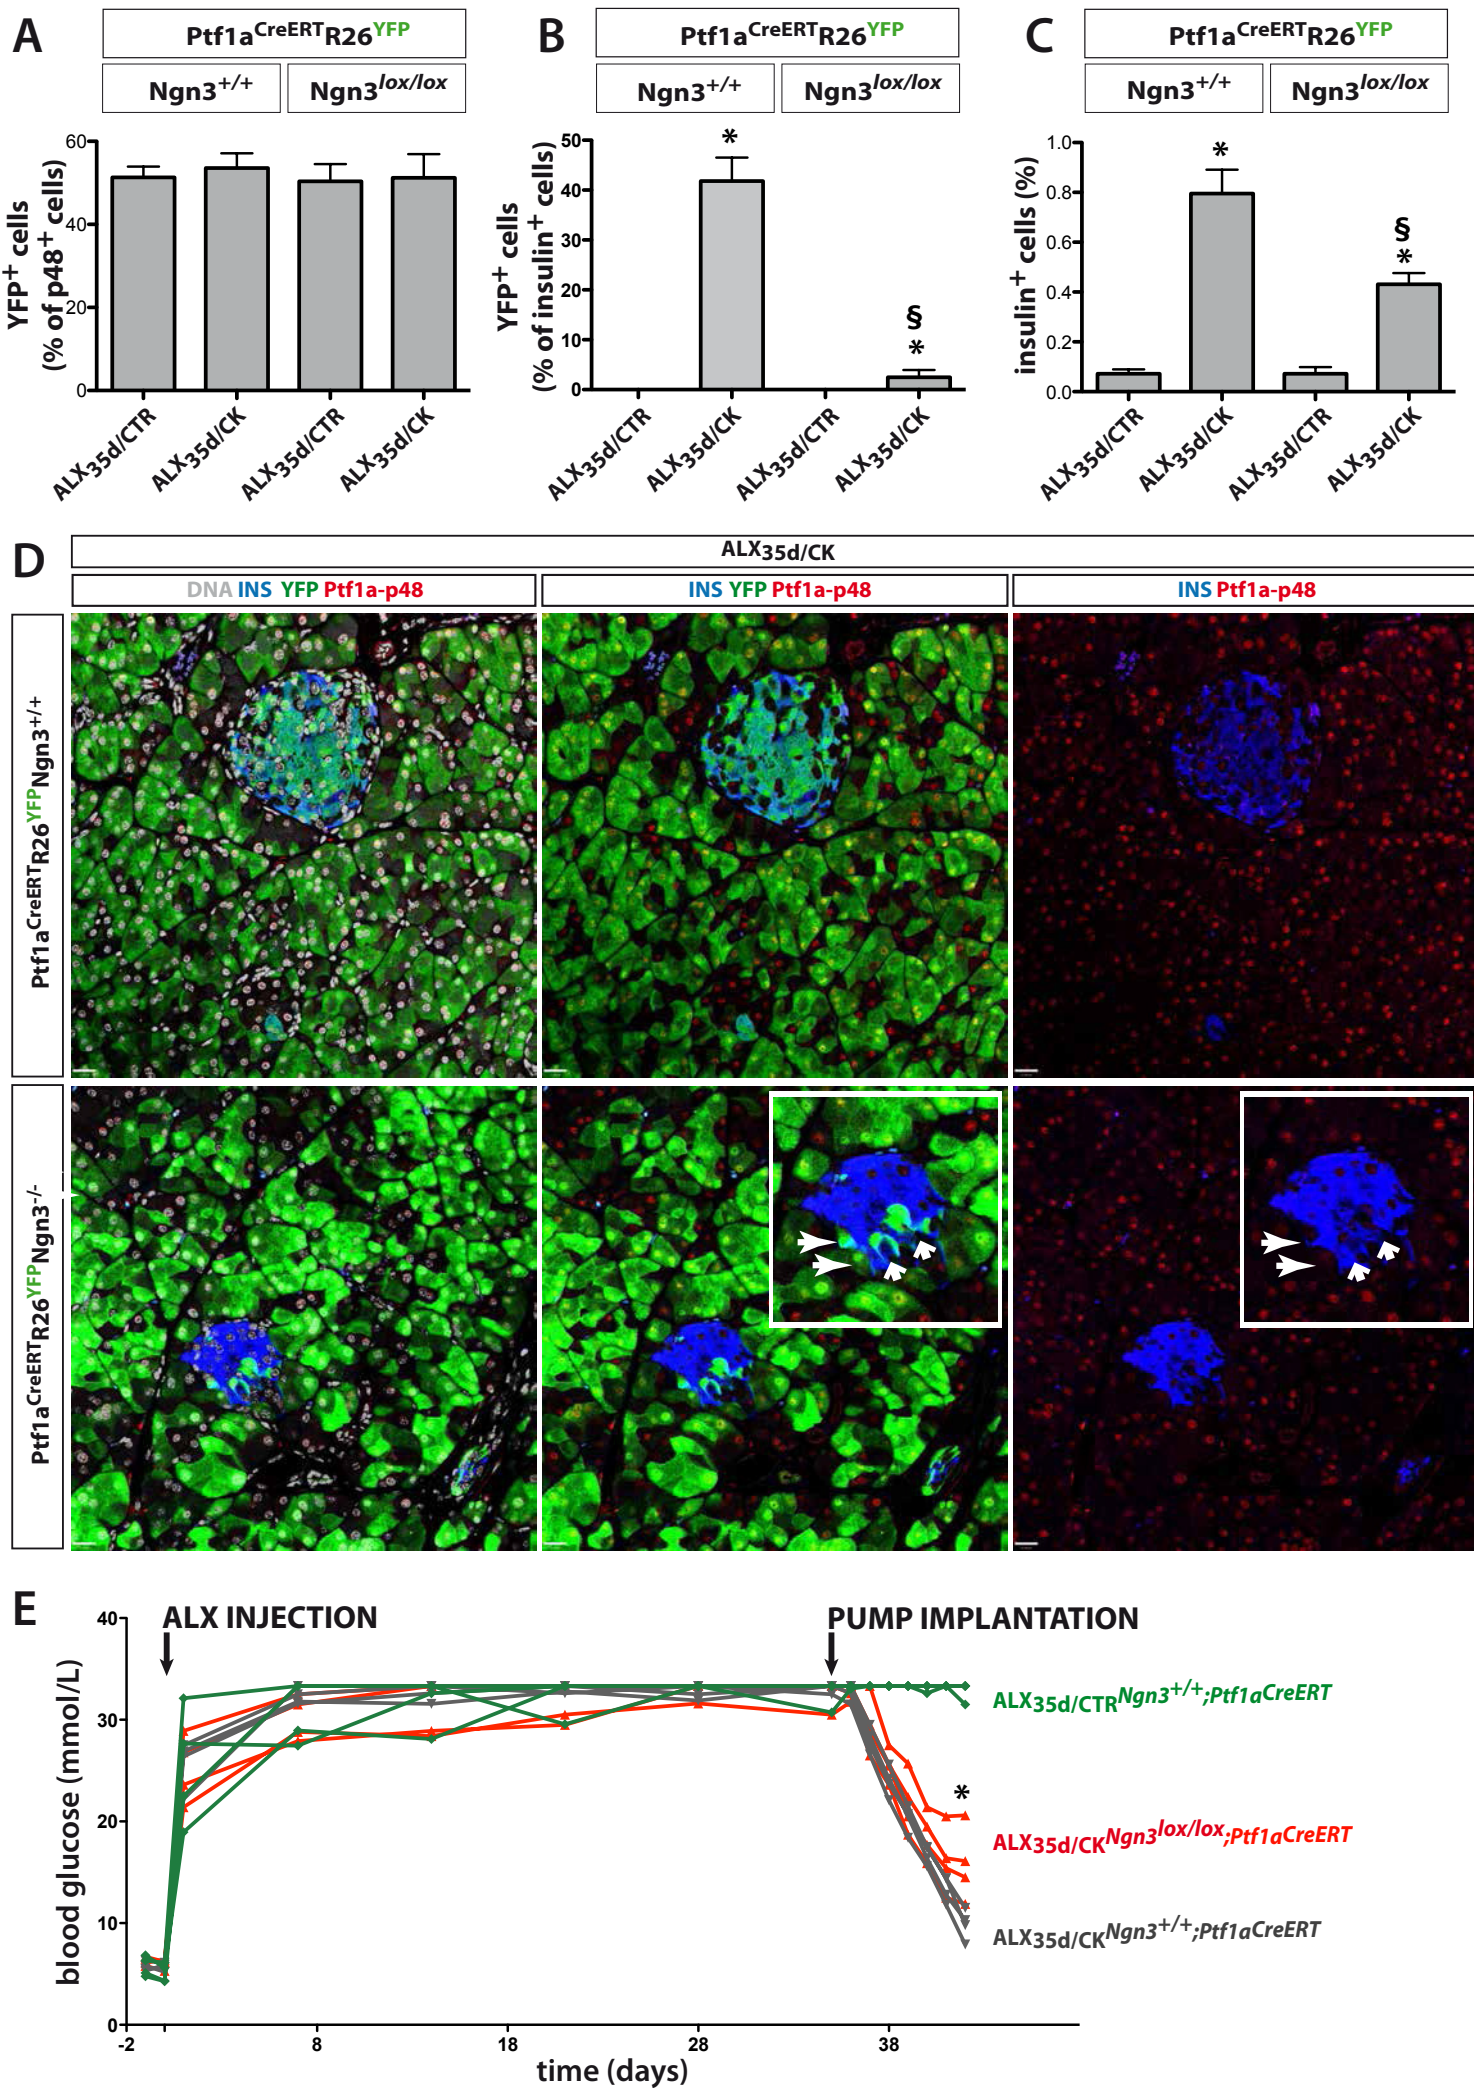 A
Ptf1aCreERTR26YFP
Ngn3+/+ Ngn3lox/lox
YFP+ cells
(% of p48+ cells)
60
40
20
0
ALX35d/CTR
ALX35d/CK
ALX35d/CTR
ALX35d/CK
B
Ptf1aCreERTR26YFP
Ngn3+/+ Ngn3lox/lox
YFP+ cells
(% of insulin+ cells)
50
40
30
20
10
0
*
§
*
ALX35d/CTR
ALX35d/CK
ALX35d/CTR
ALX35d/CK
C
Ptf1aCreERTR26YFP
Ngn3+/+ Ngn3lox/lox
insulin+ cells (%)
1.0
0.8
0.6
0.4
0.2
0.0
*
§
*
ALX35d/CTR
ALX35d/CK
ALX35d/CTR
ALX35d/CK
D
ALX35d/CK
DNA INS YFP Ptf1a-p48
INS YFP Ptf1a-p48
INS Ptf1a-p48
Ptf1aCreERTR26YFPNgn3+/+
Ptf1aCreERTR26YFPNgn3-/-
E
ALX INJECTION
PUMP IMPLANTATION
blood glucose (mmol/L)
40
30
20
10
0
-2 8 18 28 38
time (days)
ALX35d/CTRNgn3+/+;Ptf1aCreERT
*
ALX35d/CKNgn3lox/lox;Ptf1aCreERT
ALX35d/CKNgn3+/+;Ptf1aCreERT